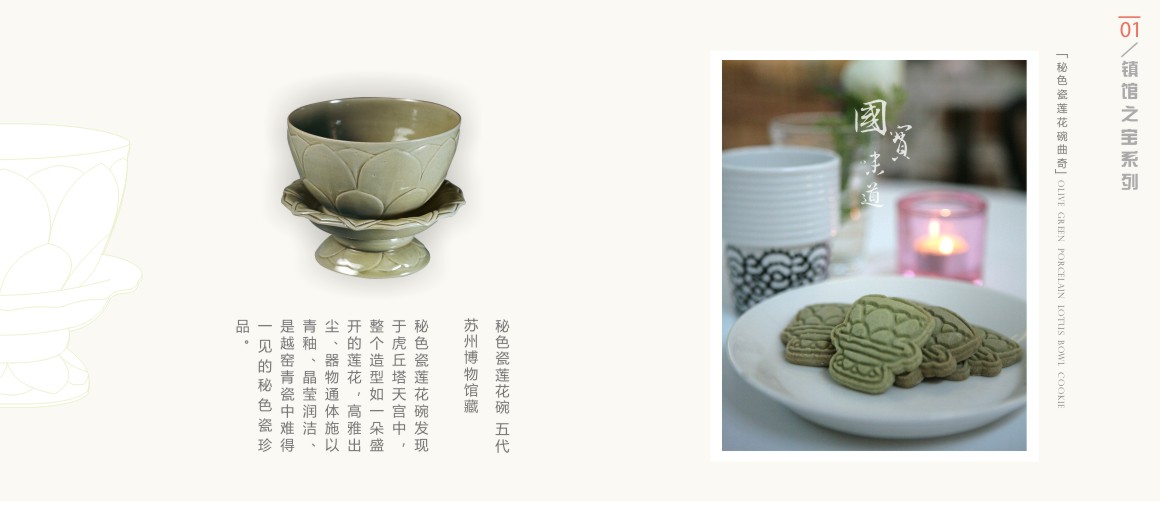 01/镇馆之宝系列
「秘色瓷莲花碗曲奇」OLIVE GREEN PORCELAIN LOTUS BOWL COOKIE
國寶
味道
秘色瓷莲花碗 五代
苏州博物馆藏
秘色瓷莲花碗发现
于虎丘塔天宫中,
整个造型如一朵盛
开的莲花,高雅出
尘、器物通体施以
青釉、晶莹润洁、
是越窑青瓷中难得
一见的秘色瓷珍
品。